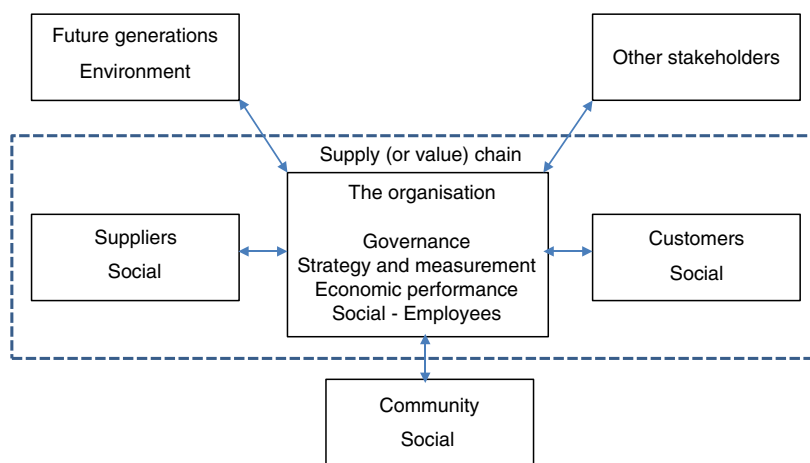 Future generations
Environment
Other stakeholders
Supply (or value) chain
The organisation
Governance
Strategy and measurement
Economic performance
Social - Employees
Suppliers
Social
Customers
Social
Community
Social